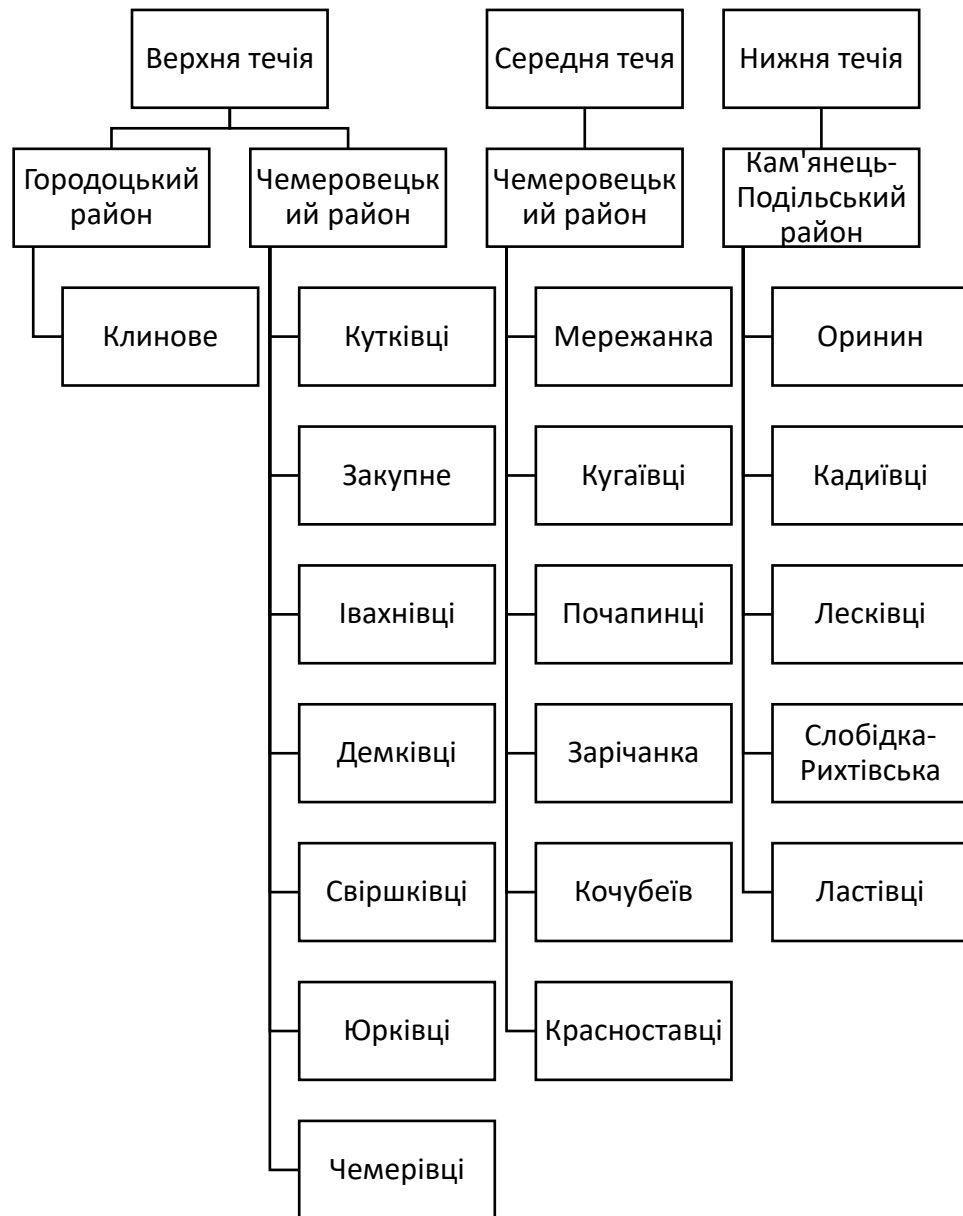 Верхня течія
Городоцький
район
Клинове
Чемеровецьк
ий район
Кутківці
Закупне
Івахнівці
Демківці
Свіршківці
Юрківці
Чемерівці
Середня течя
Чемеровецьк
ий район
Мережанка
Кугаївці
Почапинці
Зарічанка
Кочубеїв
Красноставці
Нижня течія
Кам'янець-
Подільський
район
Оринин
Кадиївці
Лесківці
Слобідка-
Рихтівська
Ластівці